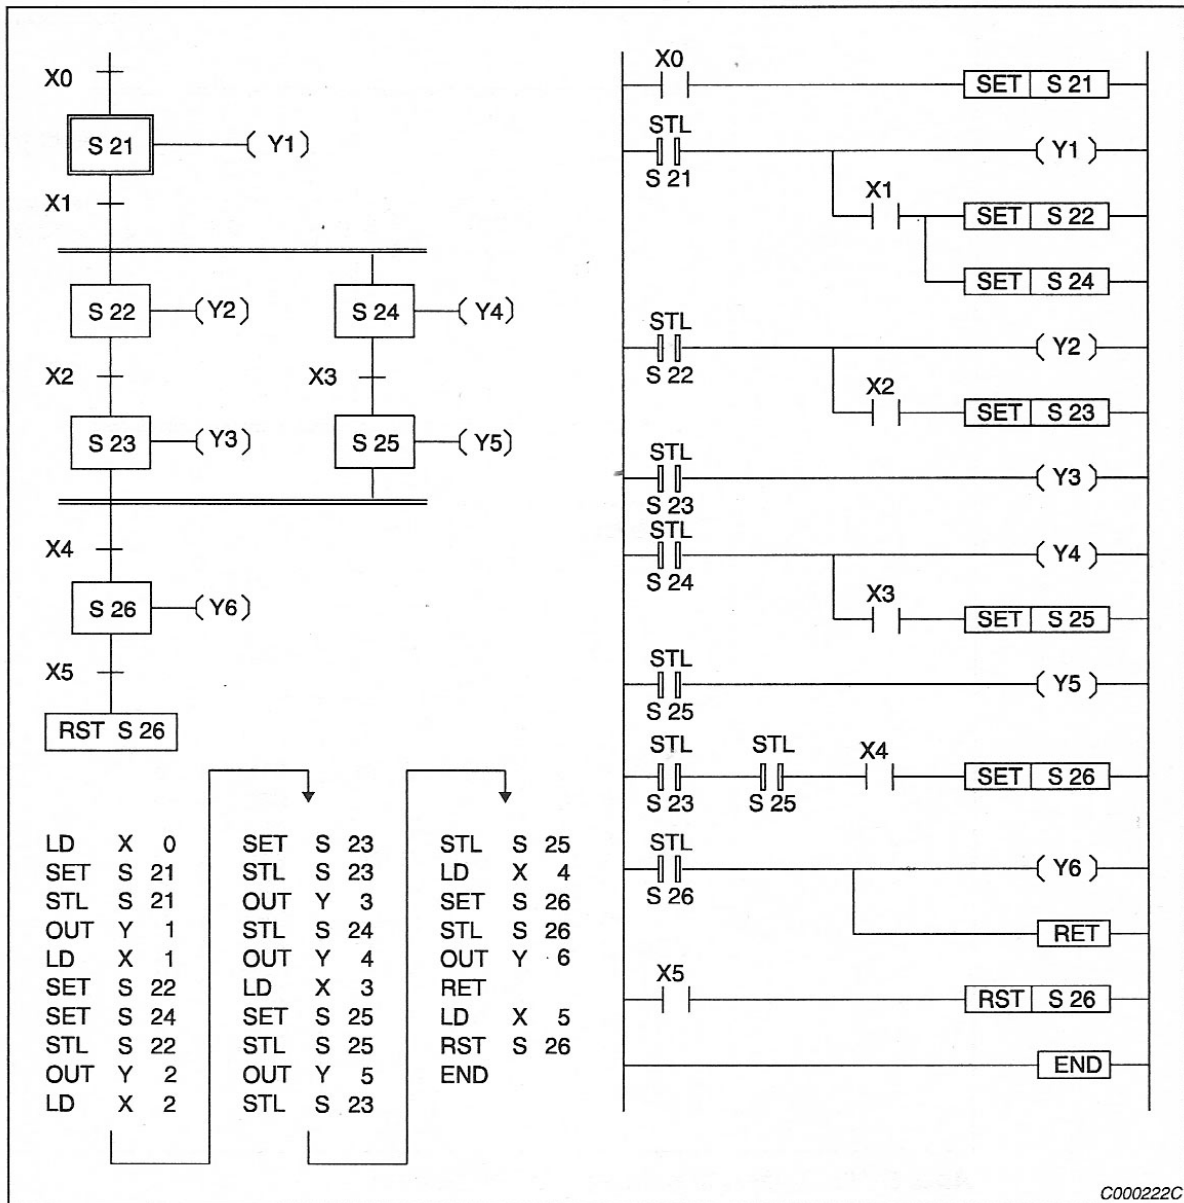 X0
S 21
( Y1 )
X1
S 22
(Y2)
S 24
( Y4)
X2
X3
S 23
(Y3)
S 25
( Y5)
X4
S 26
( Y6)
X5
RST S 26
LD X 0
SET S 21
STL S 21
OUT Y 1
LD X 1
SET S 22
SET S 24
STL S 22
OUT Y 2
LD X 2
SET S 23
STL S 23
OUT Y 3
STL S 24
OUT Y 4
LD X 3
SET S 25
STL S 25
OUT Y 5
STL S 23
STL S 25
LD X 4
SET S 26
STL S 26
OUT Y 6
RET
LD X 5
RST S 26
END
X0
SET S 21
STL
S 21
( Y1 )
X1
SET S 22
SET S 24
STL
S 22
( Y2 )
X2
SET S 23
STL
S 23
( Y3 )
STL
S 24
( Y4 )
X3
SET S 25
STL
S 25
( Y5 )
STL STL X4
S 23 S 25
SET S 26
STL
S 26
( Y6 )
RET
X5
RST S 26
END
C000222C